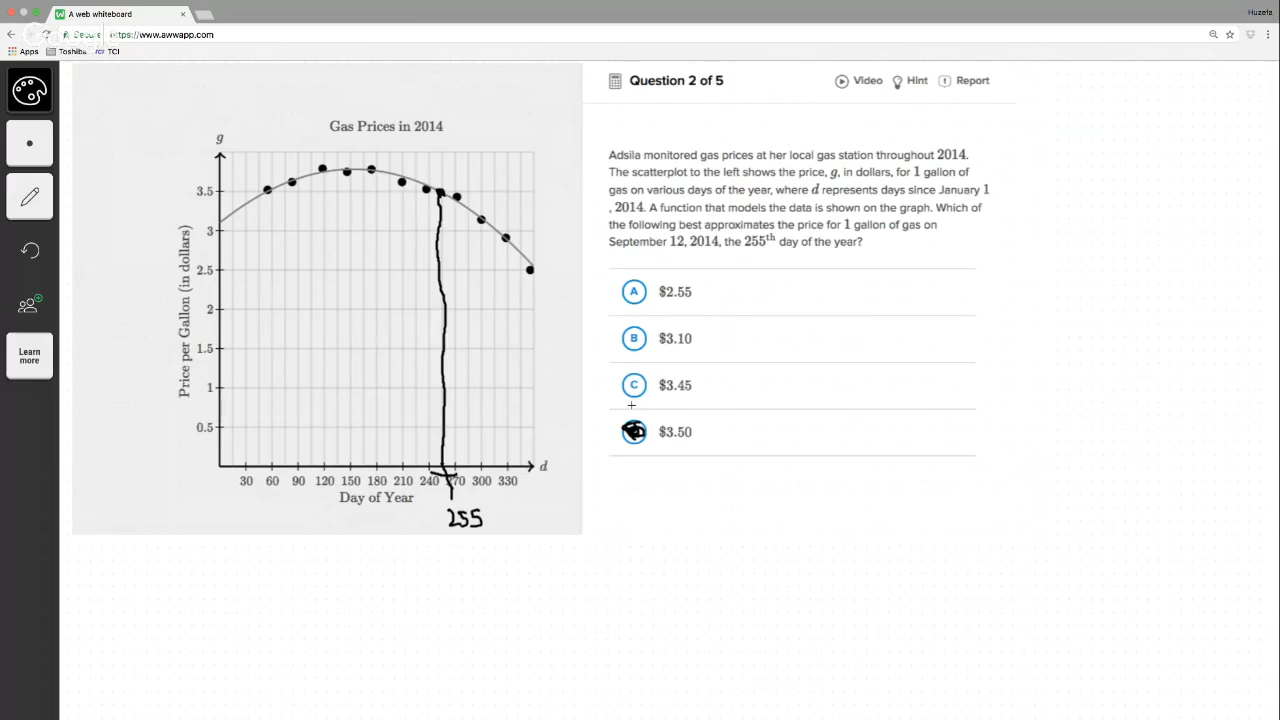 A web whiteboard
Huzefa
Secure https://www.awwapp.com
Apps Toshiba TCI
Learn
more
Gas Prices in 2014
g
Price per Gallon (in dollars)
3.5
3
2.5
2
1.5
1
0.5
30 60 90 120 150 180 210 240 270 300 330
d
Day of Year
255
Question 2 of 5
Video Hint Report
Adsila monitored gas prices at her local gas station throughout 2014.
The scatterplot to the left shows the price, g, in dollars, for 1 gallon of
gas on various days of the year, where d represents days since January 1
, 2014. A function that models the data is shown on the graph. Which of
the following best approximates the price for 1 gallon of gas on
September 12, 2014, the 255th day of the year?
A $2.55
B $3.10
C $3.45
$3.50